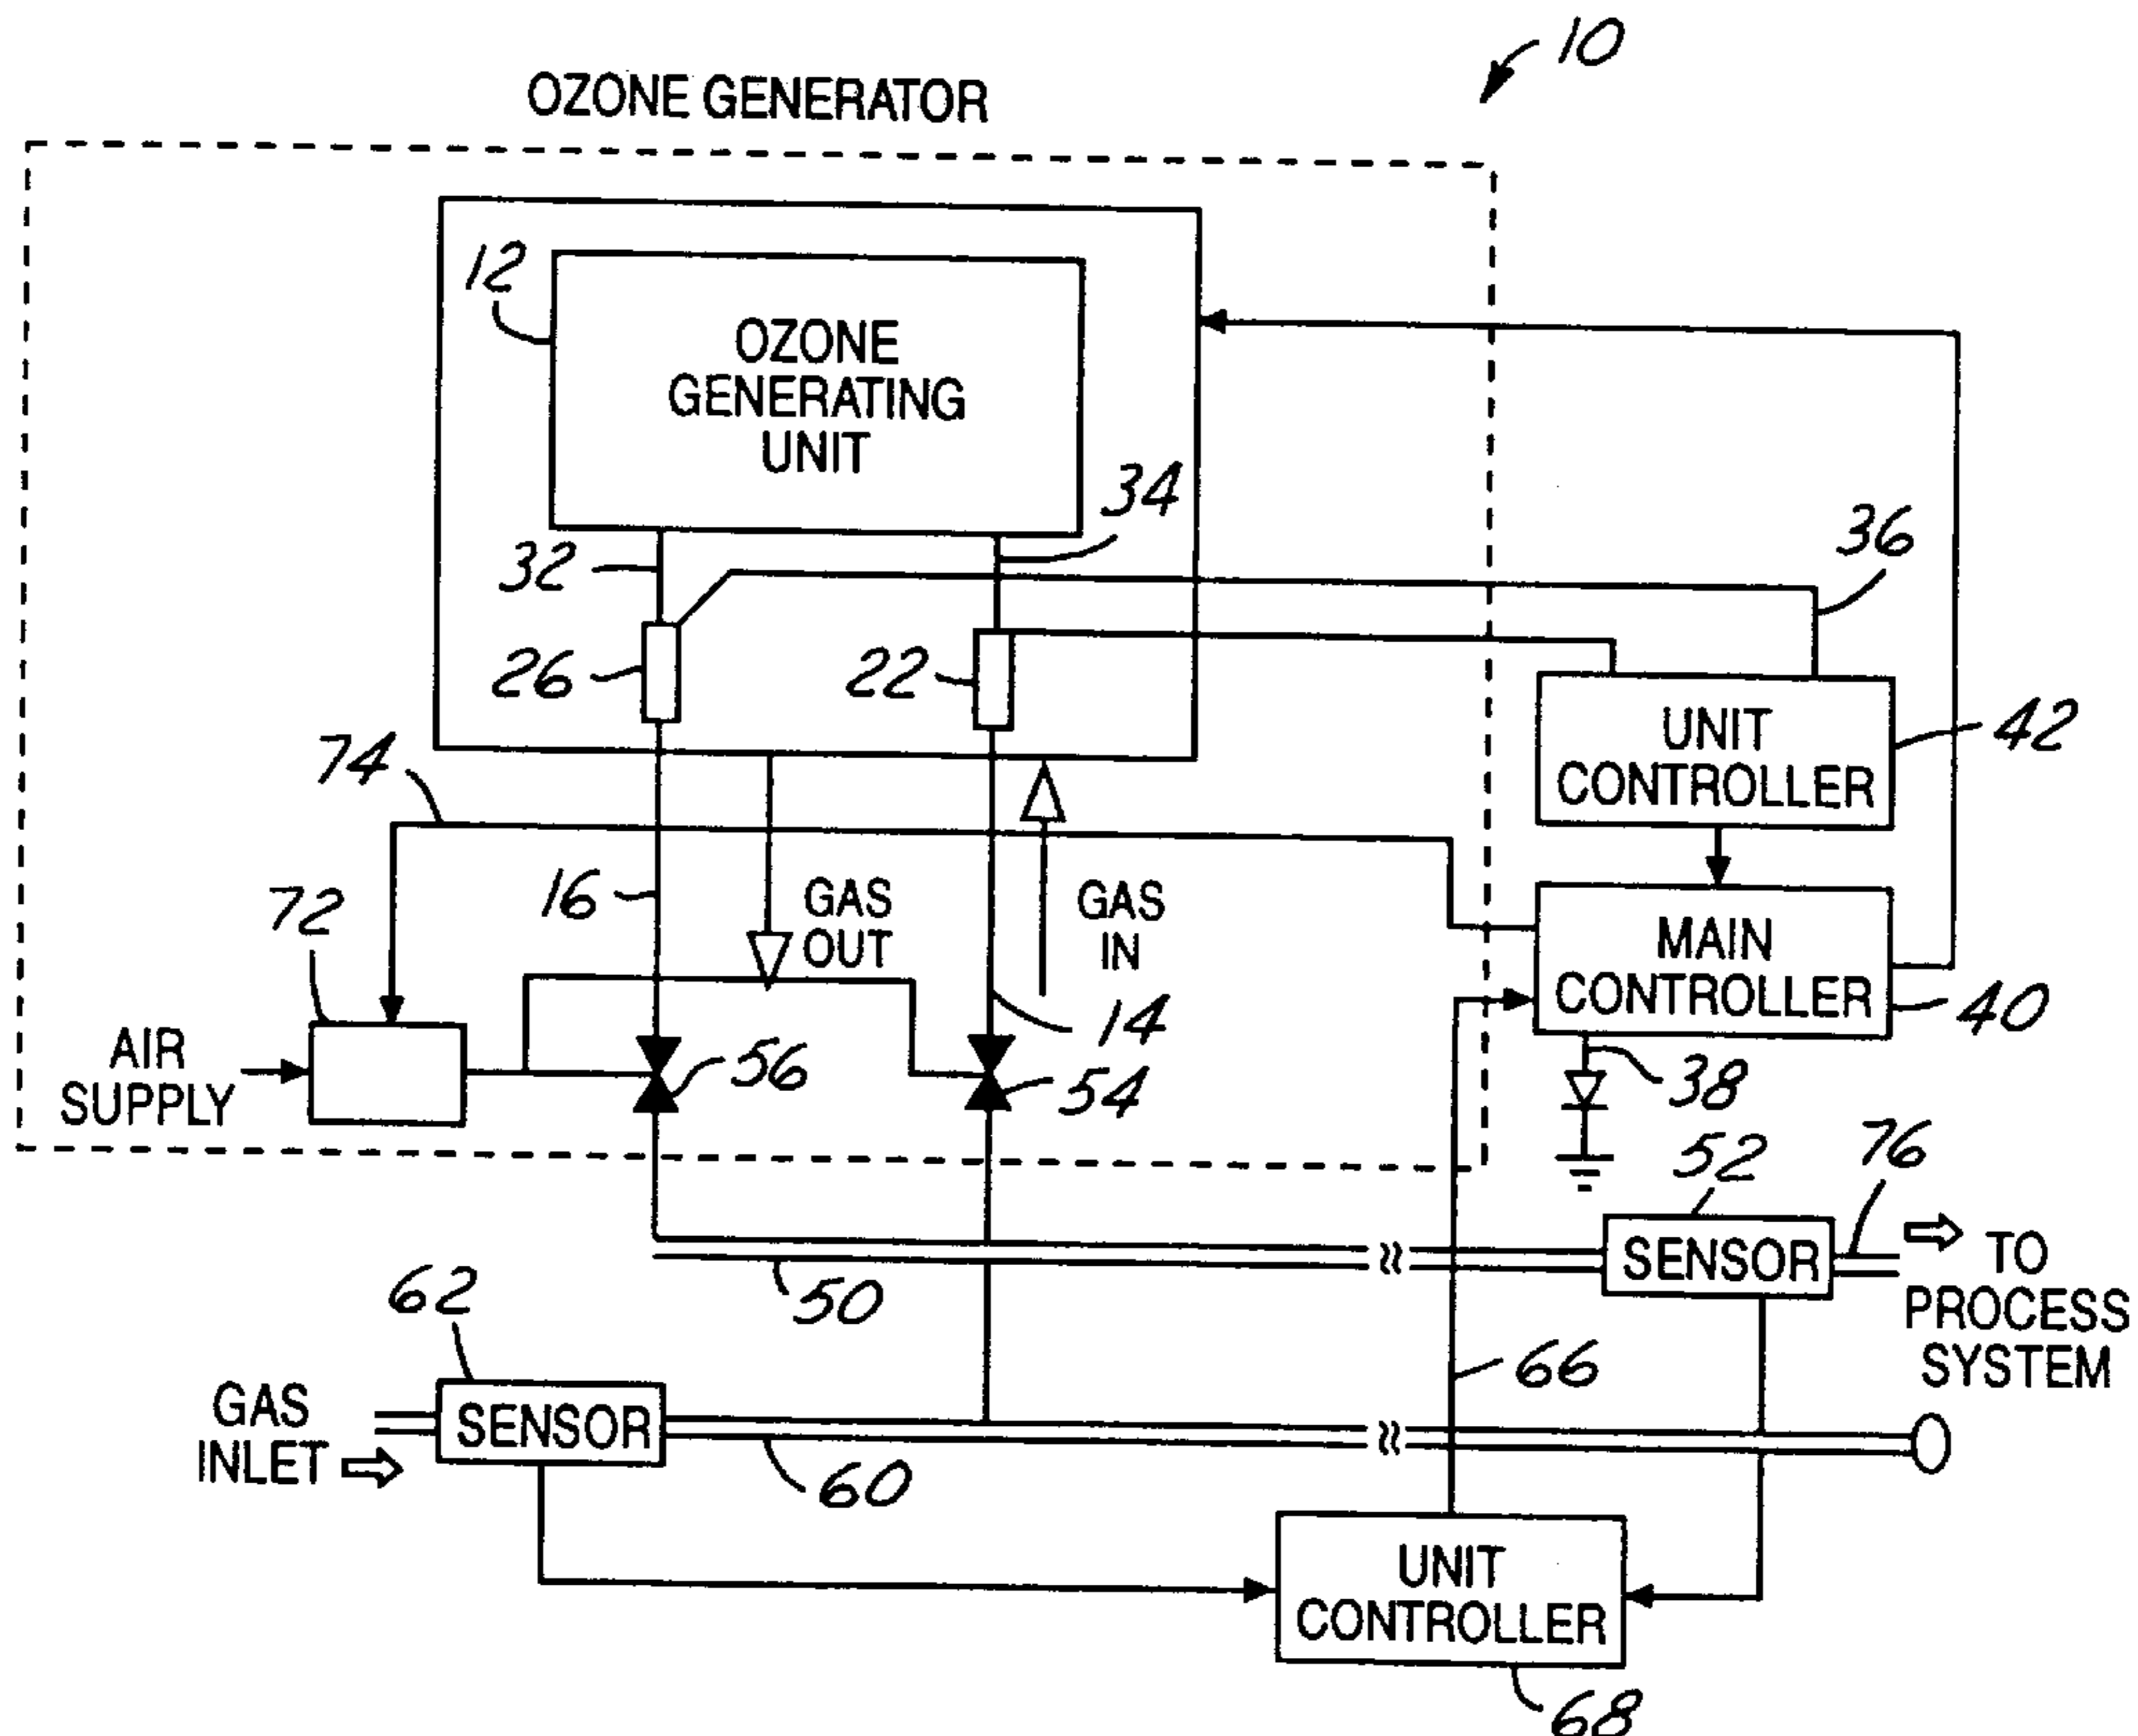 10
OZONE GENERATOR
12
OZONE
GENERATING
UNIT
34
32
36
26
22
UNIT
CONTROLLER
42
74
16
GAS
OUT
GAS
IN
72
MAIN
CONTROLLER
40
14
AIR
SUPPLY
56
54
38
52
76
SENSOR
TO
PROCESS
SYSTEM
50
62
66
GAS
INLET
SENSOR
60
UNIT
CONTROLLER
68